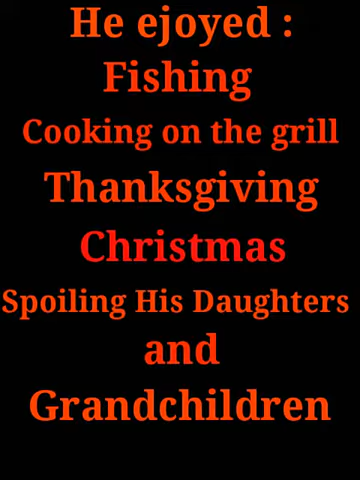 He ejoyed :
Fishing
Cooking on the grill
Thanksgiving
Christmas
Spoiling His Daughters
and
Grandchildren